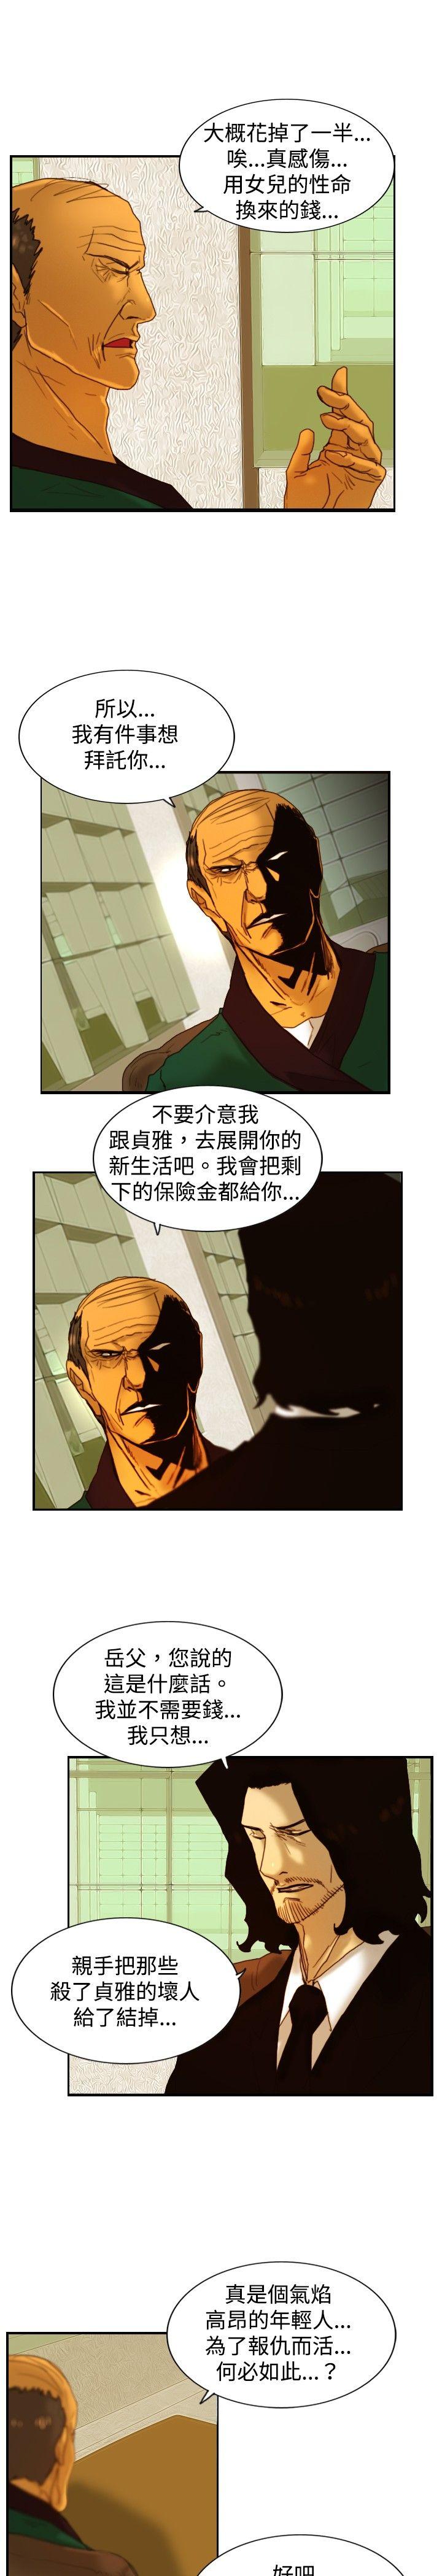 大概花掉了一半...
唉...真感傷...
用女兒的性命
換來的錢...
所以...
我有件事想
拜託你...
不要介意我
跟貞雅，去展開你的
新生活吧。我會把剩
下的保險金都給你...
岳父，您說的
這是什麼話。
我並不需要錢...
我只想...
親手把那些
殺了貞雅的壞人
給了結掉...
真是個氣焰
高昂的年輕人...
為了報仇而活...
何必如此...？
好吧